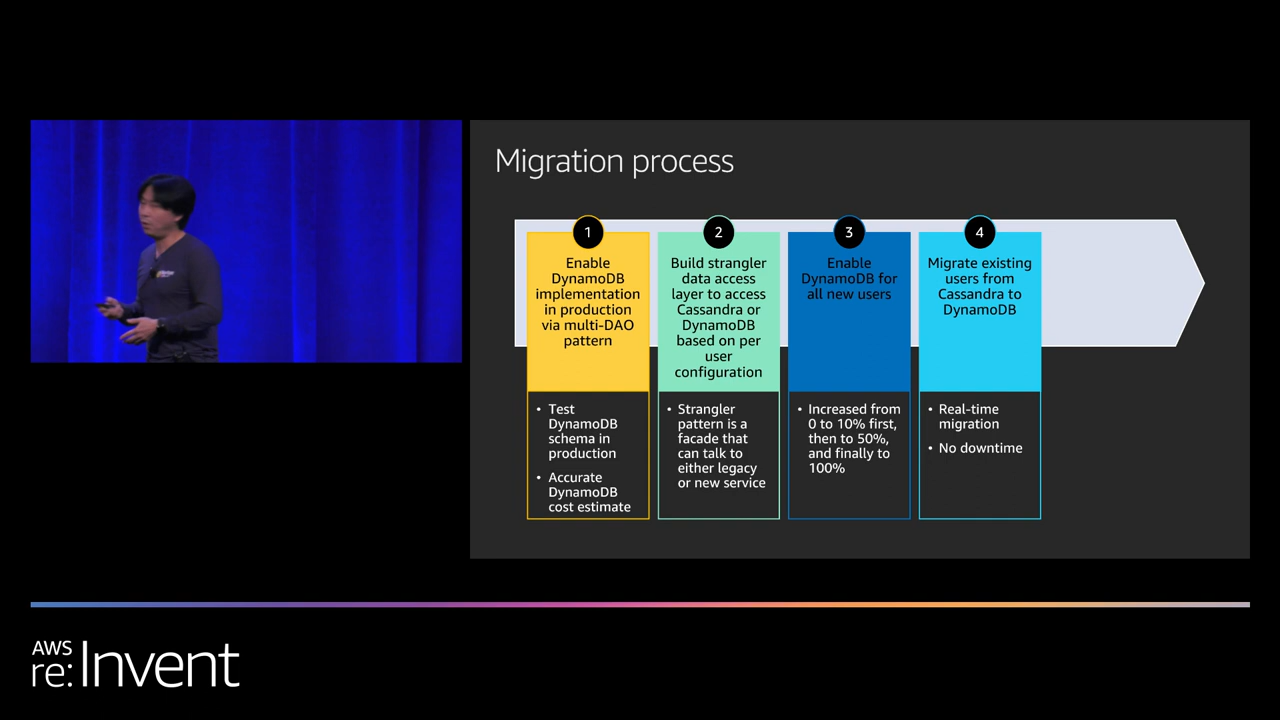 Migration process
1
Enable
DynamoDB
implementation
in production
via multi-DAO
pattern
• Test
DynamoDB
schema in
production
• Accurate
DynamoDB
cost estimate
2
Build strangler
data access
layer to access
Cassandra or
DynamoDB
based on per
user
configuration
• Strangler
pattern is a
facade that
can talk to
either legacy
or new service
3
Enable
DynamoDB for
all new users
• Increased from
0 to 10% first,
then to 50%,
and finally to
100%
4
Migrate existing
users from
Cassandra to
DynamoDB
• Real-time
migration
• No downtime
AWS
re:Invent